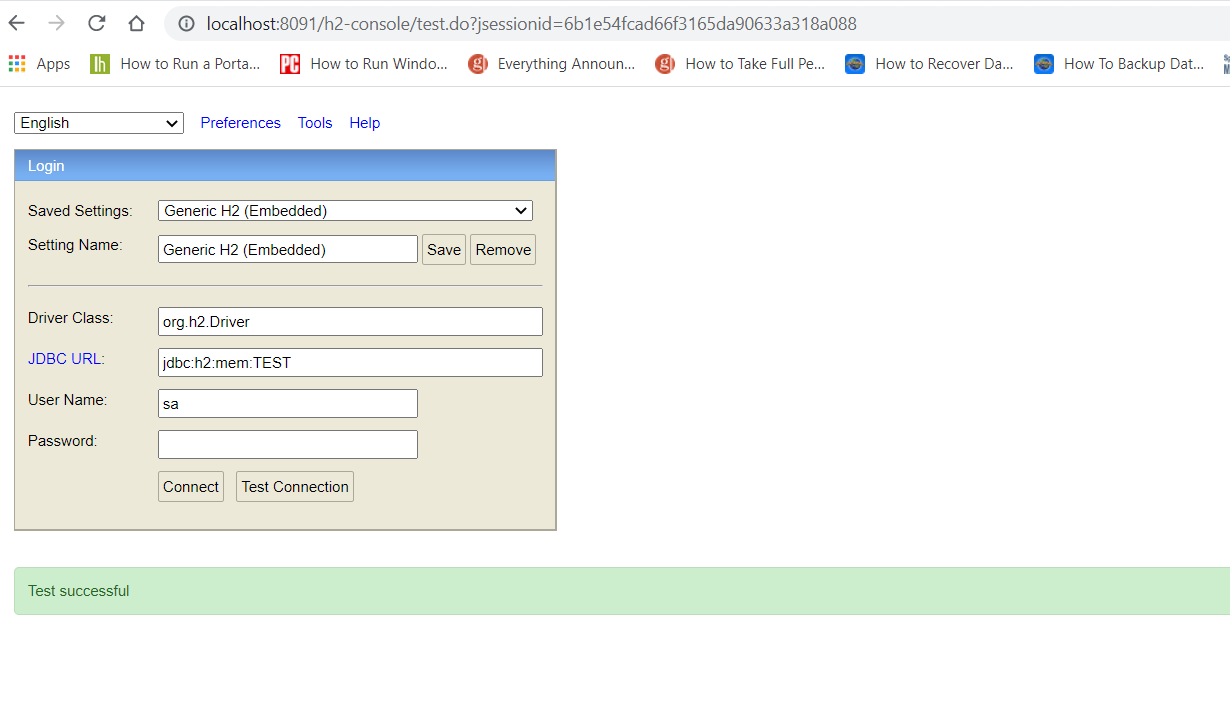 localhost:8091/h2-console/test.do?jsessionid=6b1e54fcad66f3165da90633a318a088
Apps lh How to Run a Porta... PC How to Run Windo... g Everything Announ... g How to Take Full Pe... How to Recover Da... How To Backup Dat...
English Preferences Tools Help
Login
Saved Settings: Generic H2 (Embedded)
Setting Name: Generic H2 (Embedded) Save Remove
Driver Class: org.h2.Driver
JDBC URL: jdbc:h2:mem:TEST
User Name: sa
Password:
Connect Test Connection
Test successful